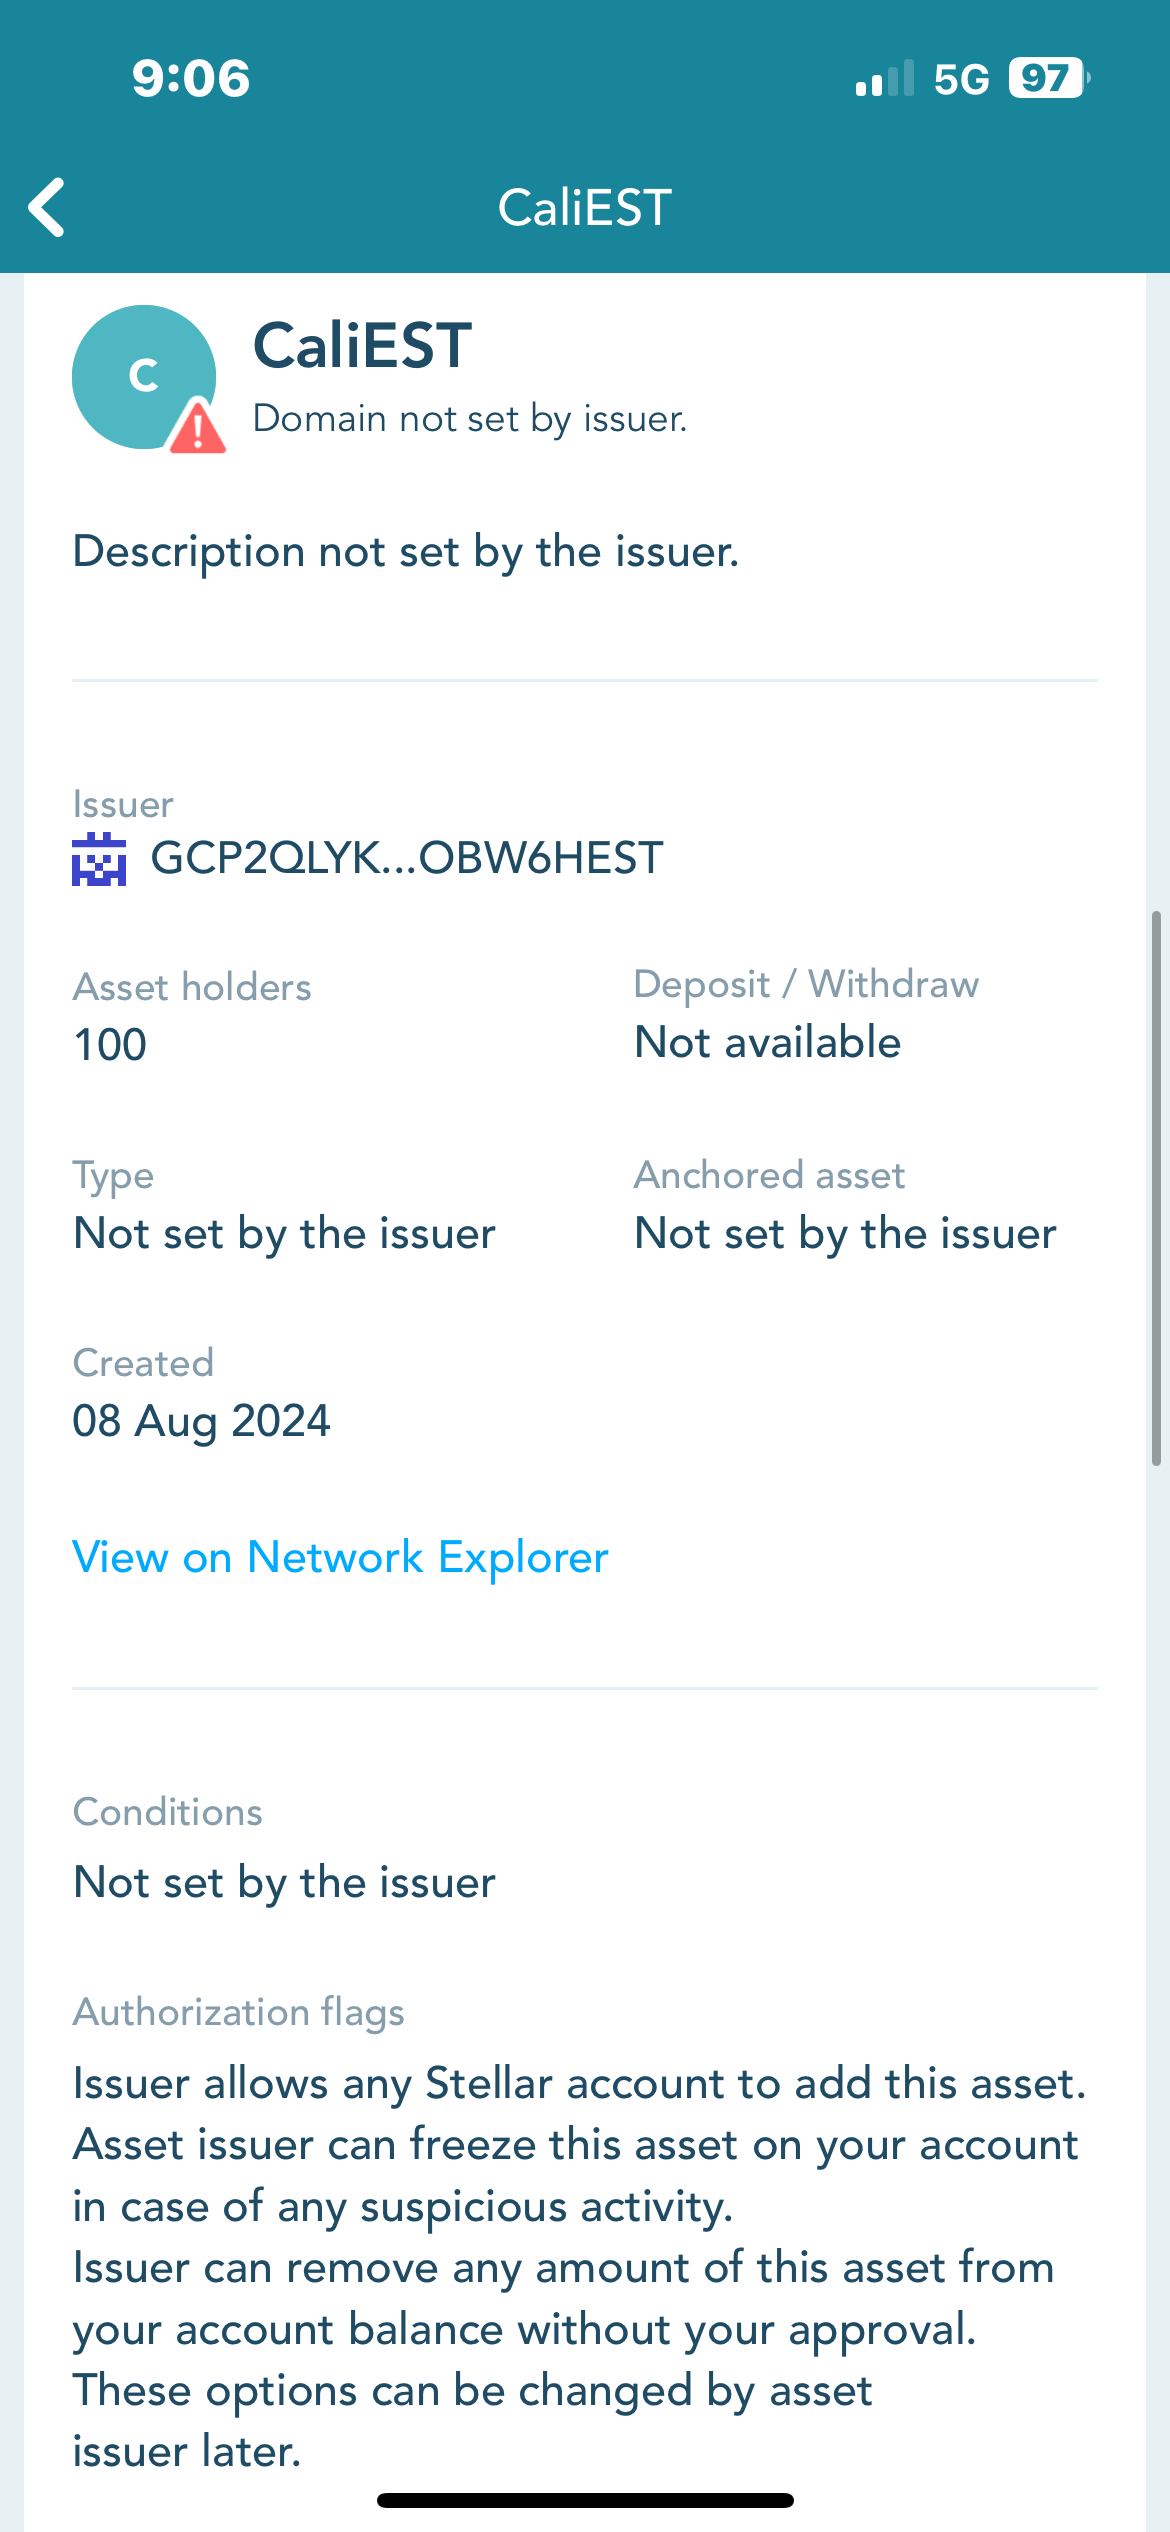 9:06
5G 97
CaliEST
C
CaliEST
Domain not set by issuer.
Description not set by the issuer.
Issuer
GCP2QLYK...OBW6HEST
Asset holders
100
Deposit / Withdraw
Not available
Type
Not set by the issuer
Anchored asset
Not set by the issuer
Created
08 Aug 2024
View on Network Explorer
Conditions
Not set by the issuer
Authorization flags
Issuer allows any Stellar account to add this asset.
Asset issuer can freeze this asset on your account
in case of any suspicious activity.
Issuer can remove any amount of this asset from
your account balance without your approval.
These options can be changed by asset
issuer later.